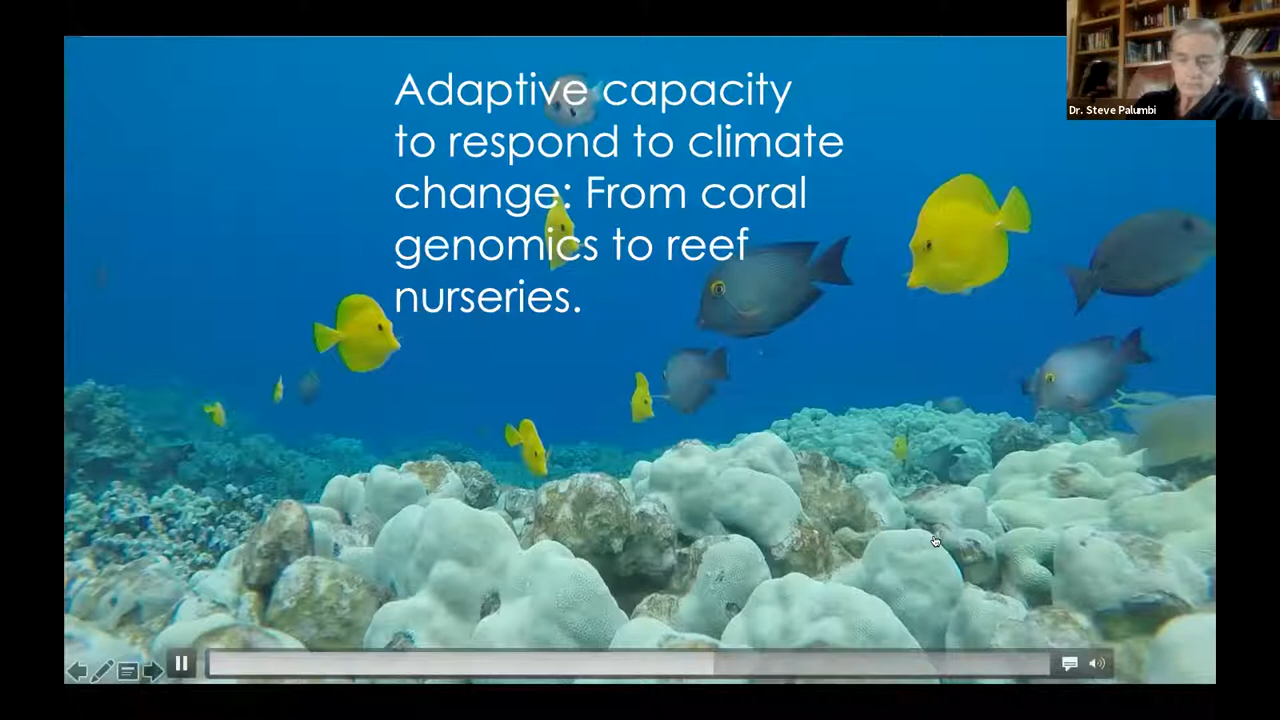 Adaptive capacity
to respond to climate
change: From coral
genomics to reef
nurseries.
Dr. Steve Palumbi